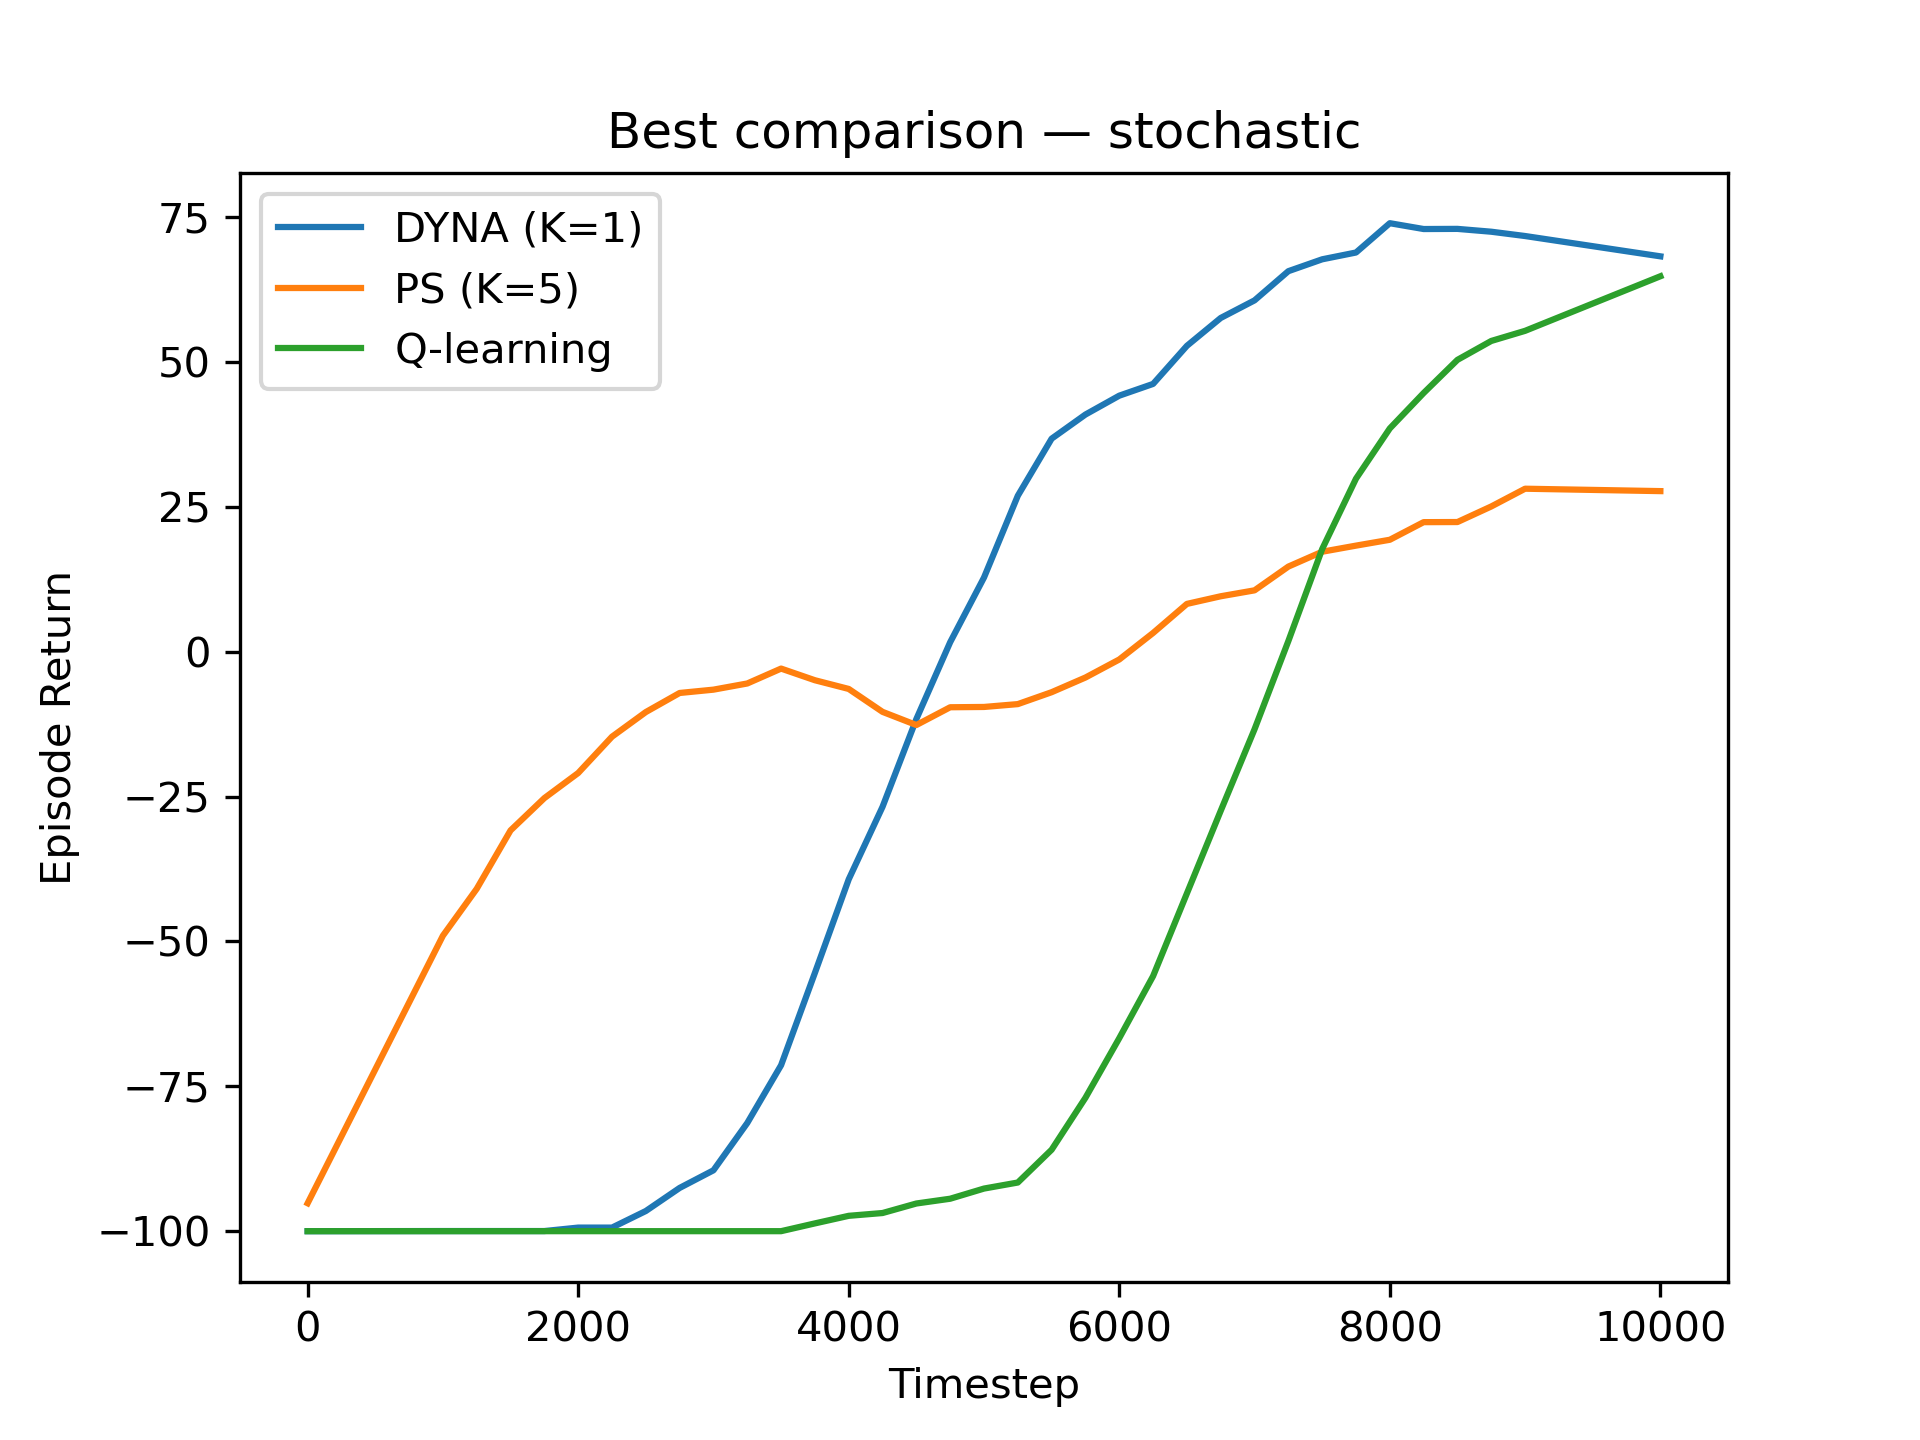 Best comparison — stochastic
DYNA (K=1)
PS (K=5)
Q-learning
75
50
25
0
−25
−50
−75
−100
Episode Return
0 2000 4000 6000 8000 10000
Timestep